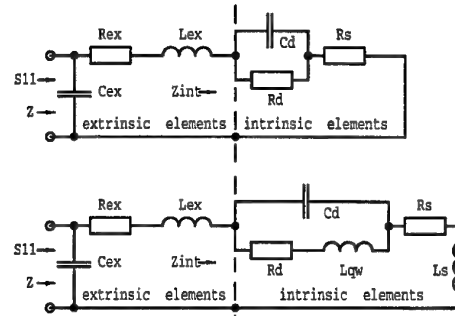 Rex Lex Cd Rs
S11
Cex Zint Rd
Z
extrinsic elements intrinsic elements
Rex Lex Cd Rs
S11
Cex Zint Rd Lqw Ls
Z
extrinsic elements intrinsic elements